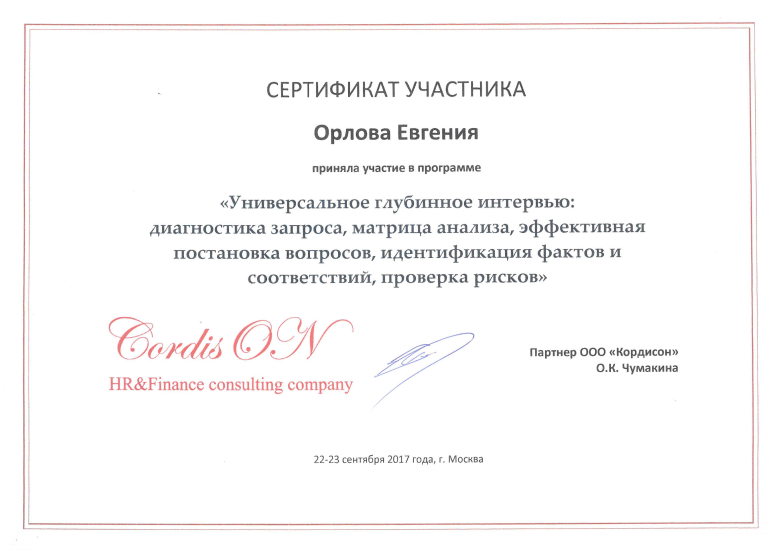 СЕРТИФИКАТ УЧАСТНИКА
Орлова Евгения
приняла участие в программе
«Универсальное глубинное интервью:
диагностика запроса, матрица анализа, эффективная
постановка вопросов, идентификация фактов и
соответствий, проверка рисков»
Cordis ON
HR&Finance consulting company
Партнер ООО «Кордисон»
О.К. Чумакина
22-23 сентября 2017 года, г. Москва